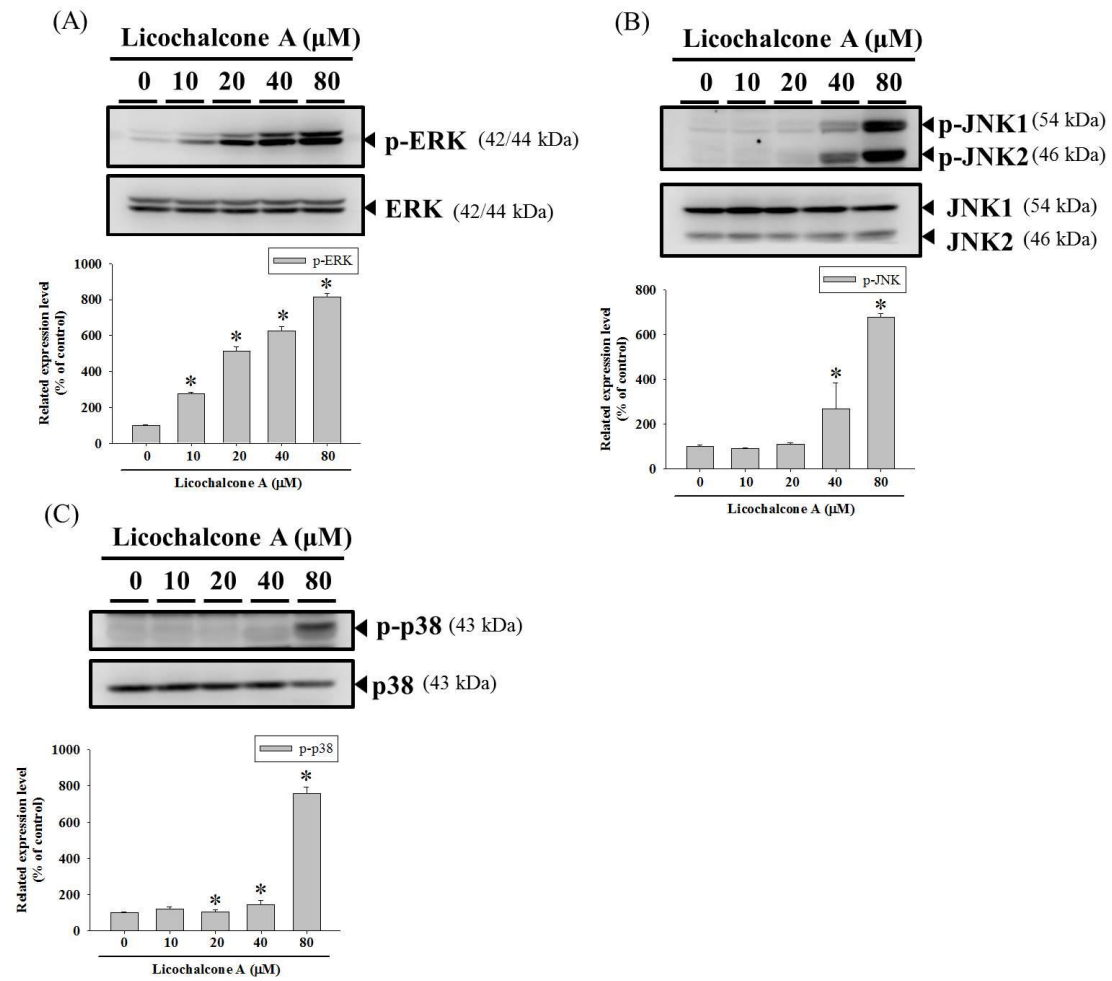 (A)
Licochalcone A (μM)
0 10 20 40 80
p-ERK (42/44 kDa)
ERK (42/44 kDa)
p-ERK
1000
800
600
400
200
0
Related expression level
(% of control)
* * * *
0 10 20 40 80
Licochalcone A (μM)
(B)
Licochalcone A (μM)
0 10 20 40 80
p-JNK1 (54 kDa)
p-JNK2 (46 kDa)
JNK1 (54 kDa)
JNK2 (46 kDa)
p-JNK
800
600
400
200
0
Related expression level
(% of control)
* *
0 10 20 40 80
Licochalcone A (μM)
(C)
Licochalcone A (μM)
0 10 20 40 80
p-p38 (43 kDa)
p38 (43 kDa)
p-p38
1000
800
600
400
200
0
Related expression level
(% of control)
* * *
0 10 20 40 80
Licochalcone A (μM)